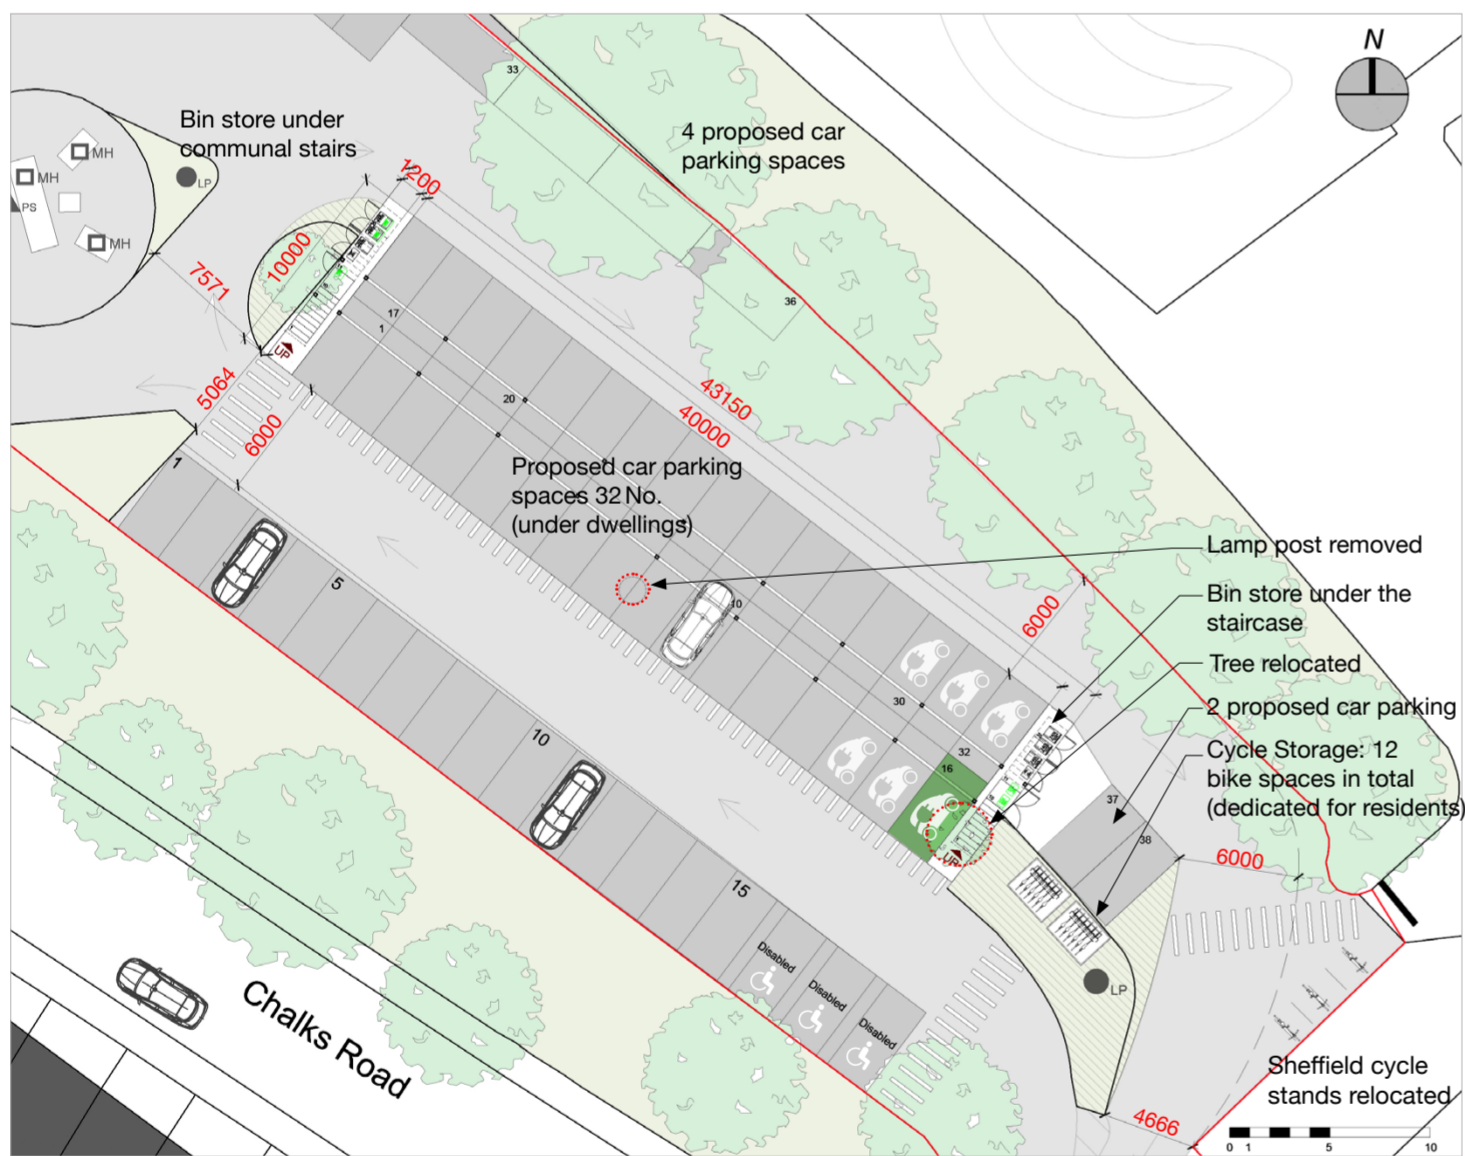 N
33
4 proposed car
parking spaces
Bin store under
communal stairs
MH
MH
LP
PS
MH
1200
10000
7571
36
17
1
UP
5064
6000
43150
40000
20
1
Proposed car parking
spaces 32 No.
(under dwellings)
Lamp post removed
5
10
6000
Bin store under the
staircase
Tree relocated
30
2 proposed car parking
32
16
Cycle Storage: 12
bike spaces in total
(dedicated for residents)
37
38
10
UP
6000
15
Disabled
Disabled
Disabled
LP
Chalks Road
Sheffield cycle
stands relocated
4666
0 1 5 10